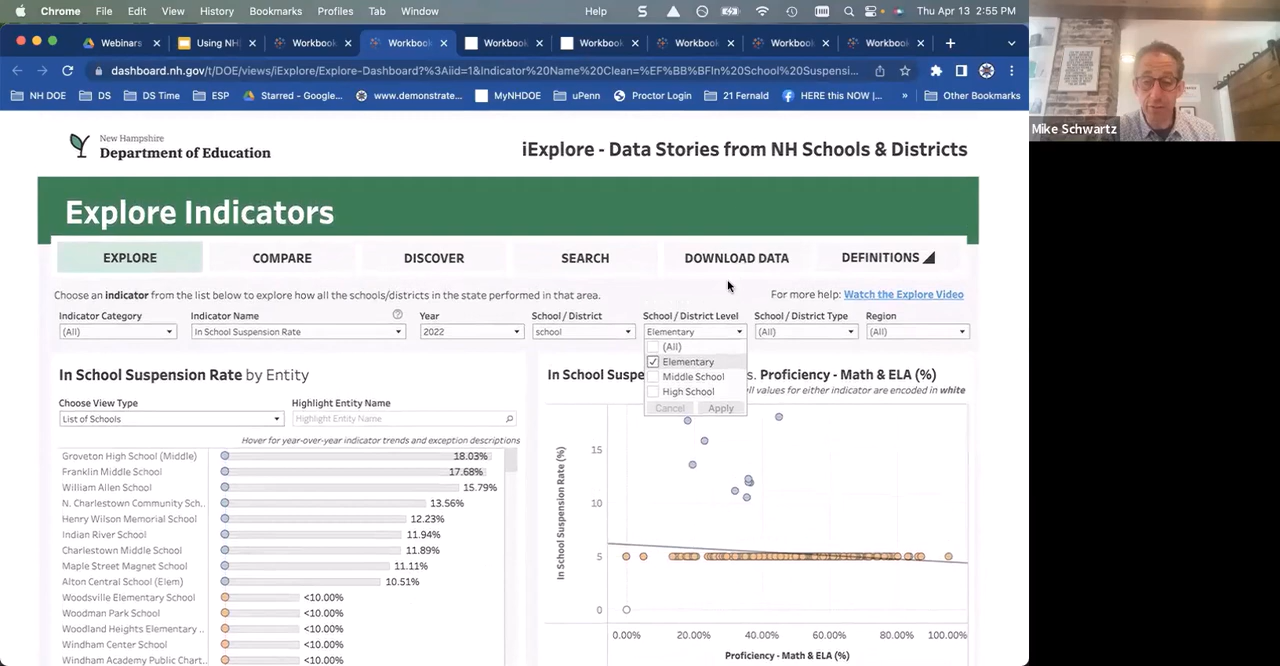 Chrome File Edit View History Bookmarks Profiles Tab Window Help Thu Apr 13 2:55 PM
Webinars Using NH Workbook Workbook Workbook Workbook Workbook Workbook Workbook
dashboard.nh.gov/t/DOE/views/iExplore/Explore-Dashboard?%3Aiid=1&Indicator%20Name%20Clean=%EF%BB%BFIn%20School%20Suspensi...
NH DOE DS DS Time ESP Starred - Google... www.demonstrate... MyNHDOE uPenn Proctor Login 21 Fernald HERE this NOW |... » Other Bookmarks
Mike Schwartz
New Hampshire
Department of Education
iExplore - Data Stories from NH Schools & Districts
Explore Indicators
EXPLORE COMPARE DISCOVER SEARCH DOWNLOAD DATA DEFINITIONS
Choose an indicator from the list below to explore how all the schools/districts in the state performed in that area.
For more help: Watch the Explore Video
Indicator Category Indicator Name ? Year School / District School / District Level School / District Type Region
(All) In School Suspension Rate 2022 school Elementary (All) (All)
(All)
Elementary
Middle School
High School
Cancel Apply
In School Suspension Rate by Entity
Choose View Type Highlight Entity Name
List of Schools Highlight Entity Name
Hover for year-over-year indicator trends and exception descriptions
Groveton High School (Middle) 18.03%
Franklin Middle School 17.68%
William Allen School 15.79%
N. Charlestown Community Sch.. 13.56%
Henry Wilson Memorial School 12.23%
Indian River School 11.94%
Charlestown Middle School 11.89%
Maple Street Magnet School 11.11%
Alton Central School (Elem) 10.51%
Woodsville Elementary School <10.00%
Woodman Park School <10.00%
Woodland Heights Elementary .. <10.00%
Windham Center School <10.00%
Windham Academy Public Chart.. <10.00%
In School Suspe s. Proficiency - Math & ELA (%)
ll values for either indicator are encoded in white
In School Suspension Rate (%)
15
10
5
0
0.00% 20.00% 40.00% 60.00% 80.00% 100.00%
Proficiency - Math & ELA (%)